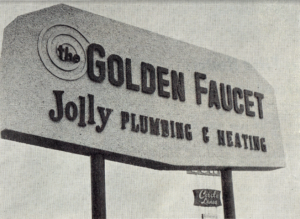 the GOLDEN FAUCET
Jolly PLUMBING & HEATING